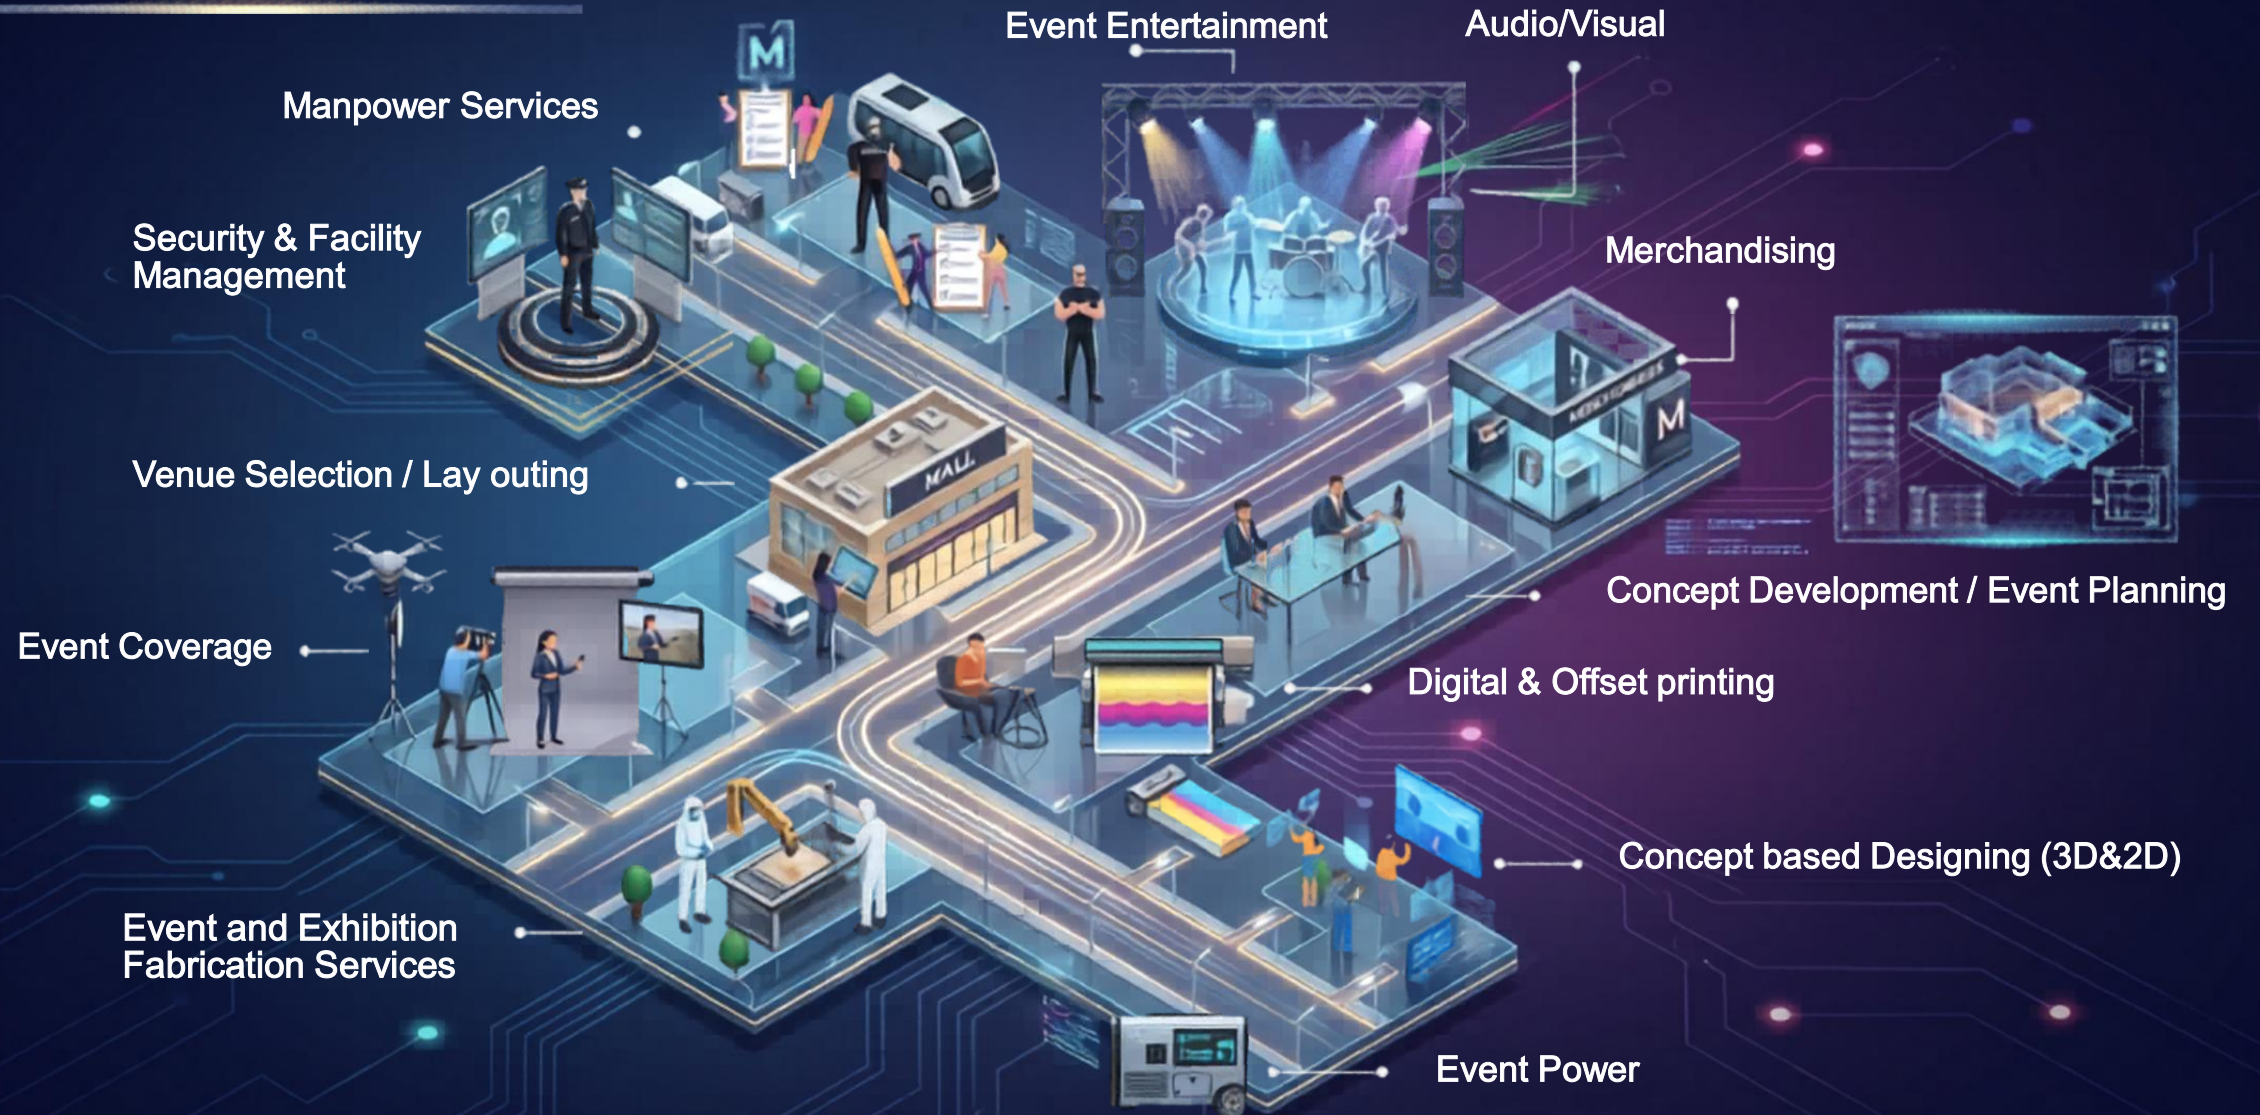 Event Entertainment
Audio/Visual
M
Manpower Services
Security & Facility
Management
Merchandising
M
MALL
Venue Selection / Lay outing
Concept Development / Event Planning
Event Coverage
Digital & Offset printing
Concept based Designing (3D&2D)
Event and Exhibition
Fabrication Services
Event Power